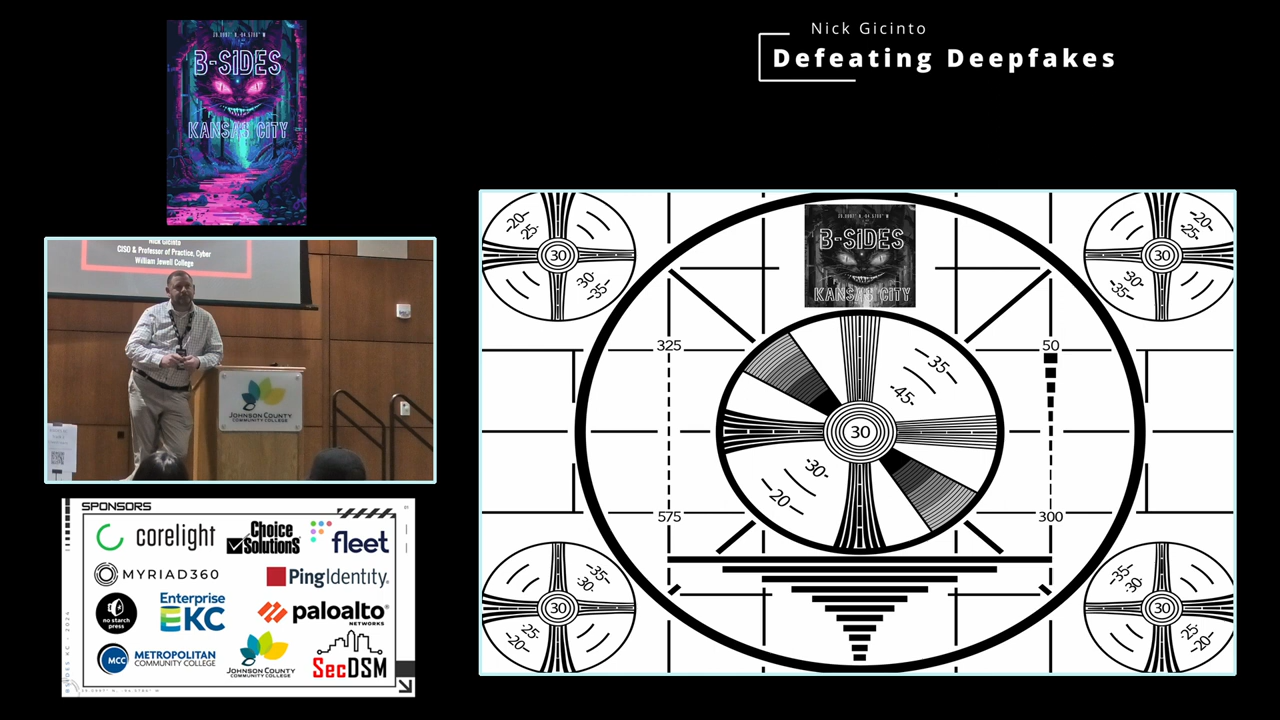 Nick Gicinto
Defeating Deepfakes
B-SIDES
KANSAS CITY
Nick Gicinto
CISO & Professor of Practice, Cyber
William Jewell College
JOHNSON COUNTY
COMMUNITY COLLEGE
SPONSORS
corelight
Choice
Solutions
fleet
MYRIAD360
PingIdentity
no starch
press
Enterprise
EKC
paloalto
NETWORKS
MCC
METROPOLITAN
COMMUNITY COLLEGE
JOHNSON COUNTY
COMMUNITY COLLEGE
SecDSM
B-SIDES
KANSAS CITY
-20-
-25-
30
30-
-35-
-20-
-25-
30
30-
-35-
325
50
-35-
-45-
30
-30-
-20-
575
300
-35-
30-
30
25-
-20-
-35-
30-
30
25-
-20-